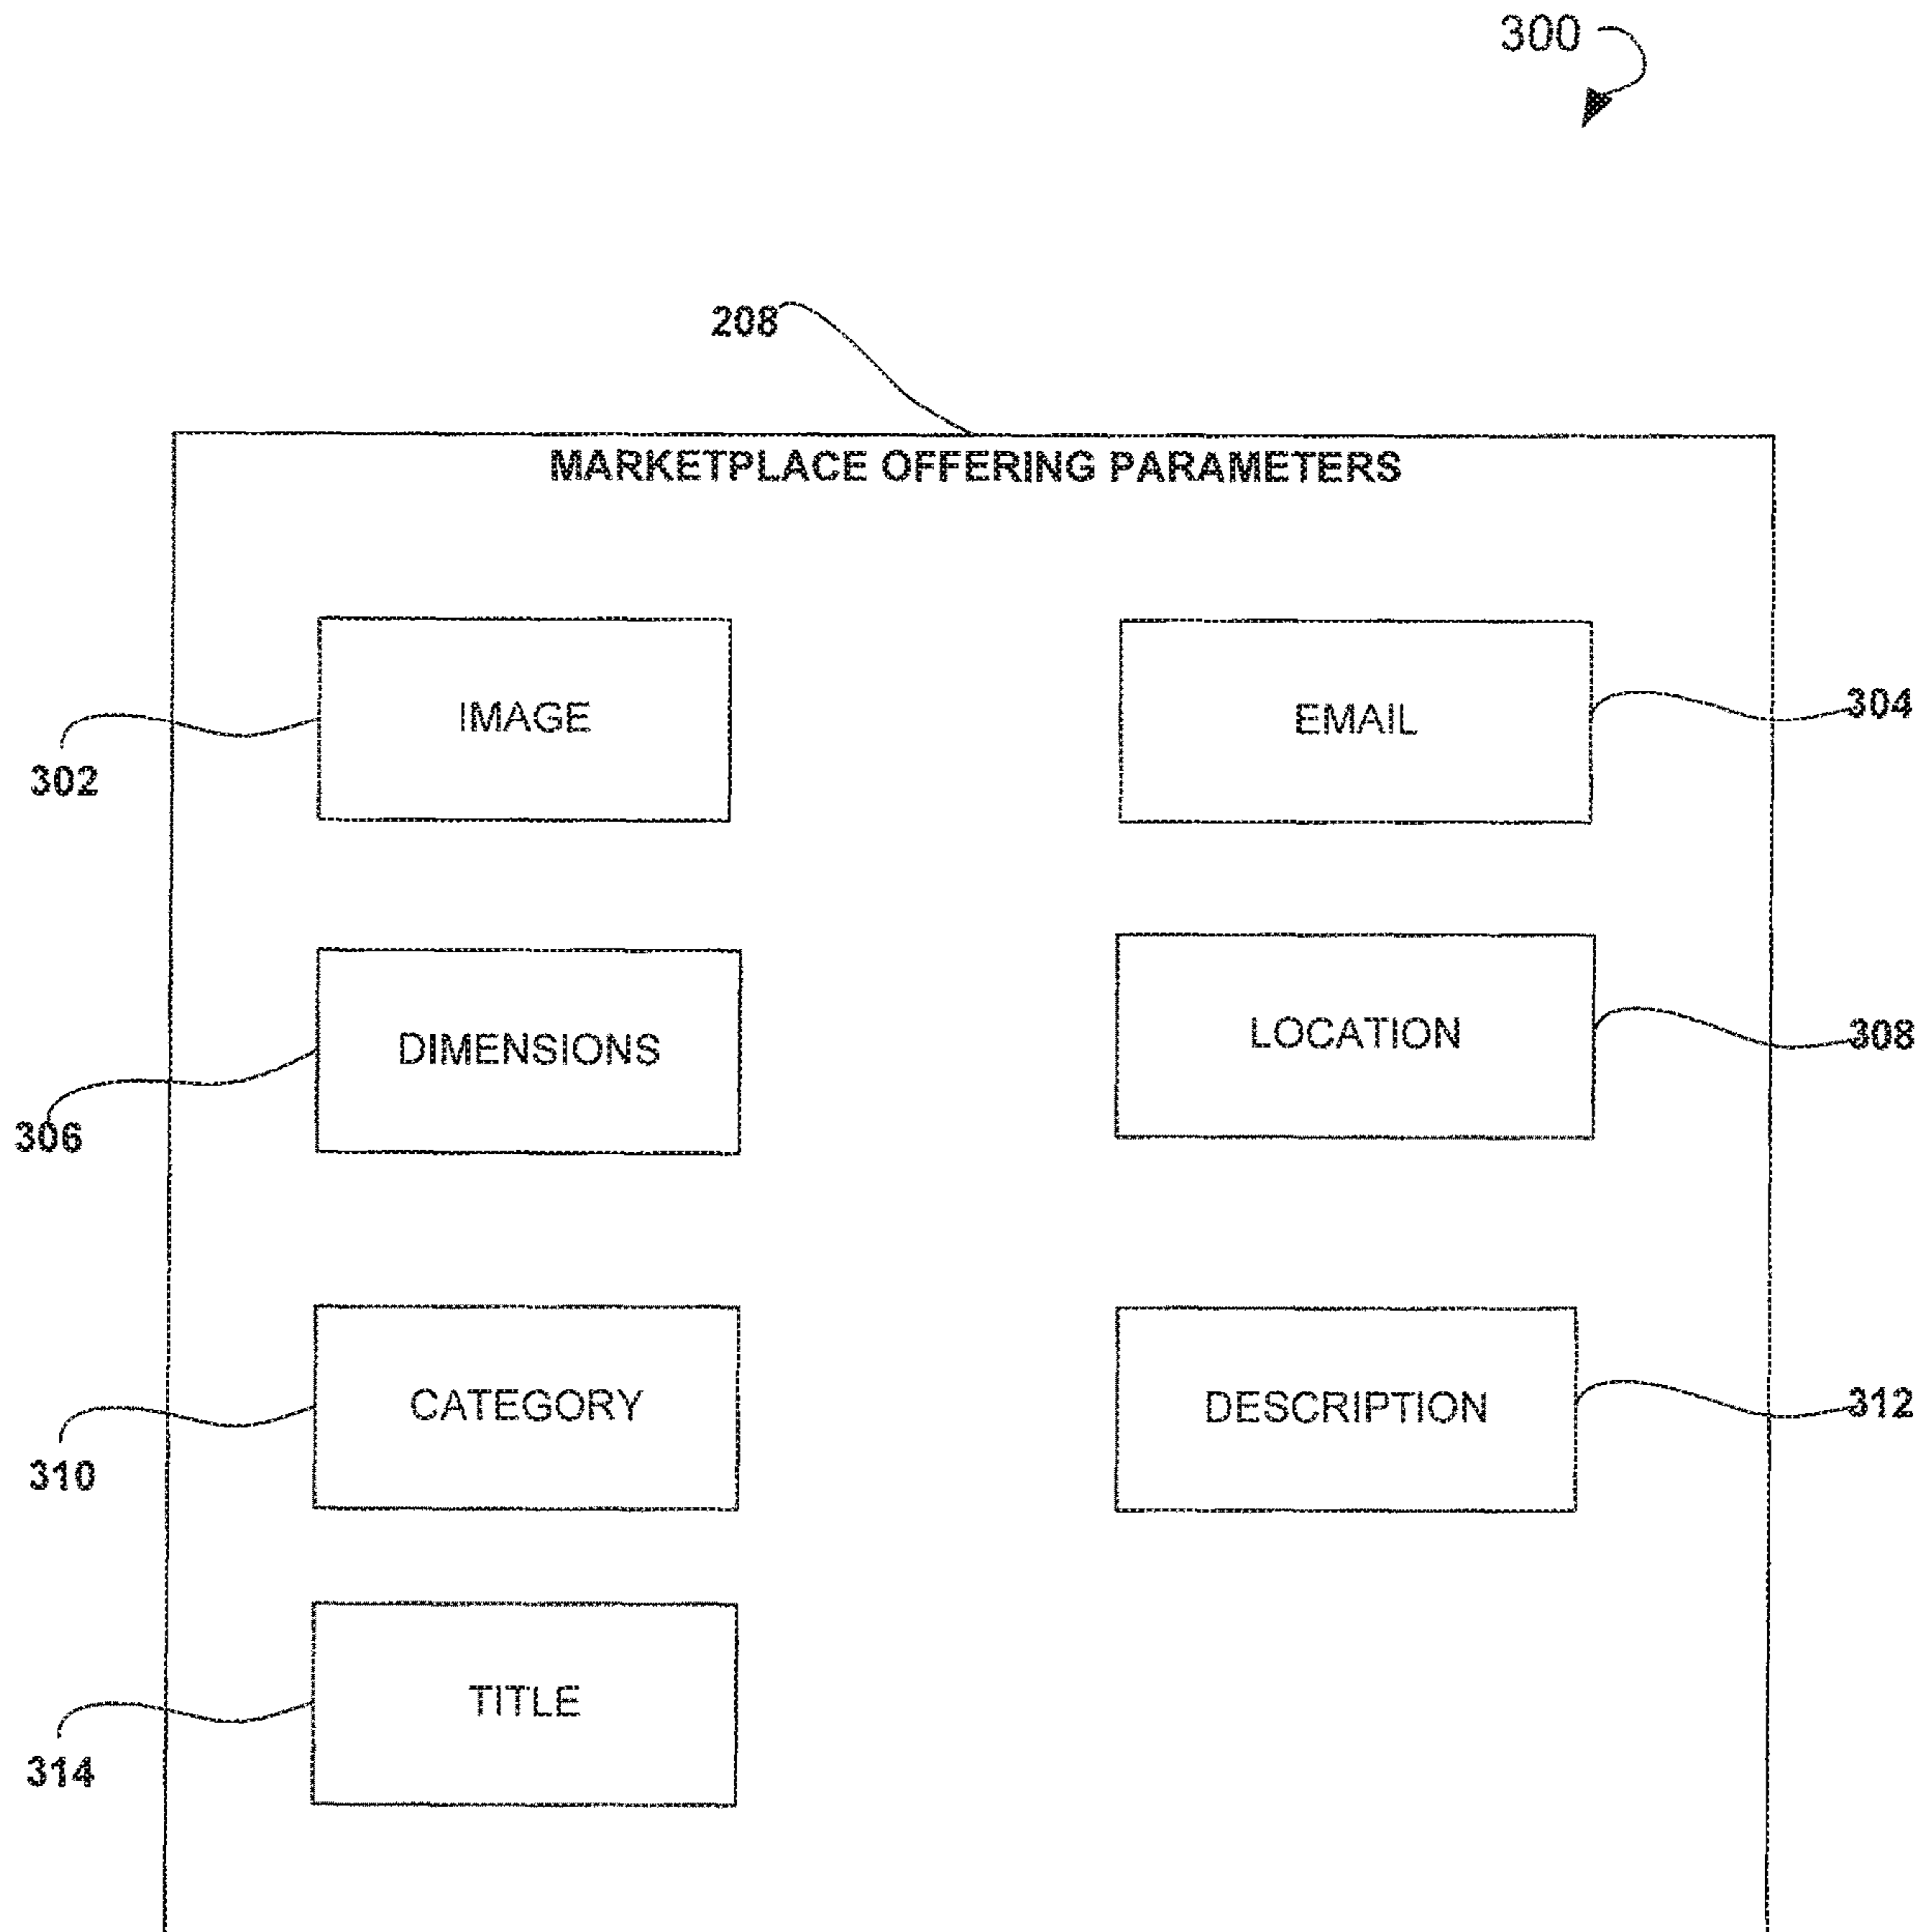 300
208
MARKETPLACE OFFERING PARAMETERS
IMAGE
EMAIL
304
302
DIMENSIONS
LOCATION
308
306
CATEGORY
DESCRIPTION
312
310
TITLE
314